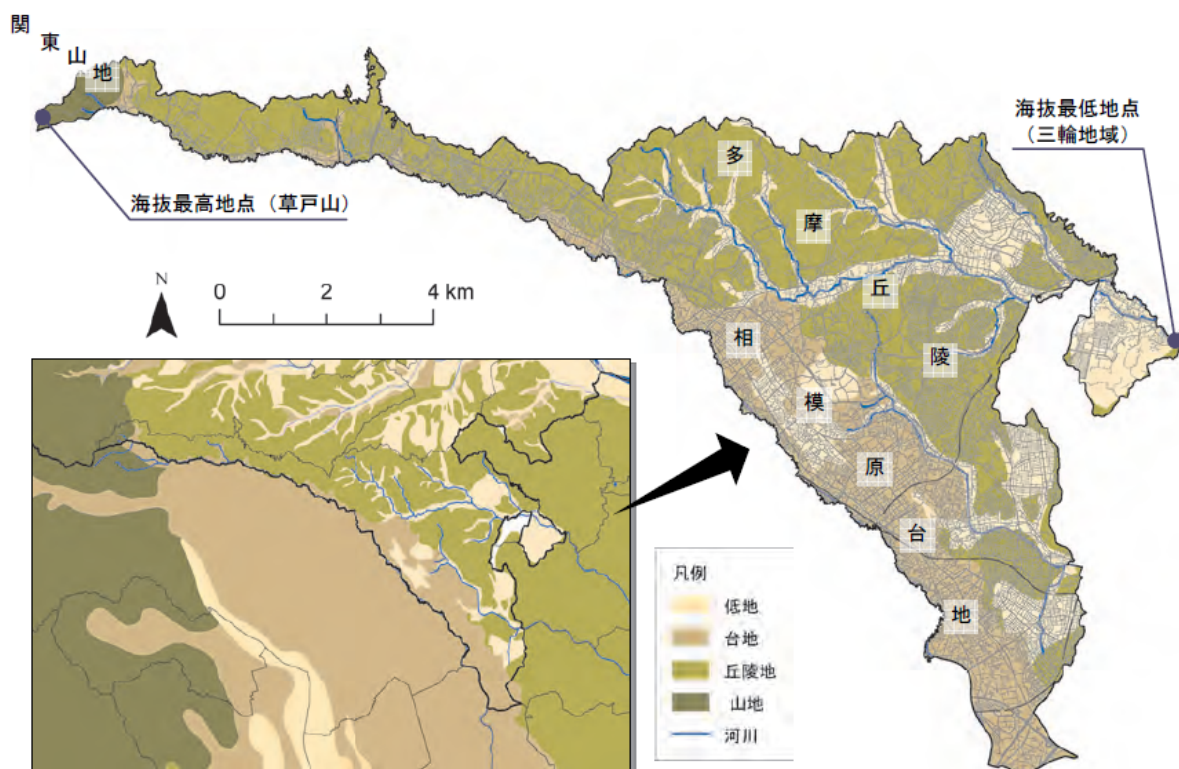 関東山地
海抜最低地点
(三輪地域)
多摩丘陵
海抜最高地点(草戸山)
N
0 2 4 km
相模原台地
凡例
低地
台地
丘陵地
山地
河川